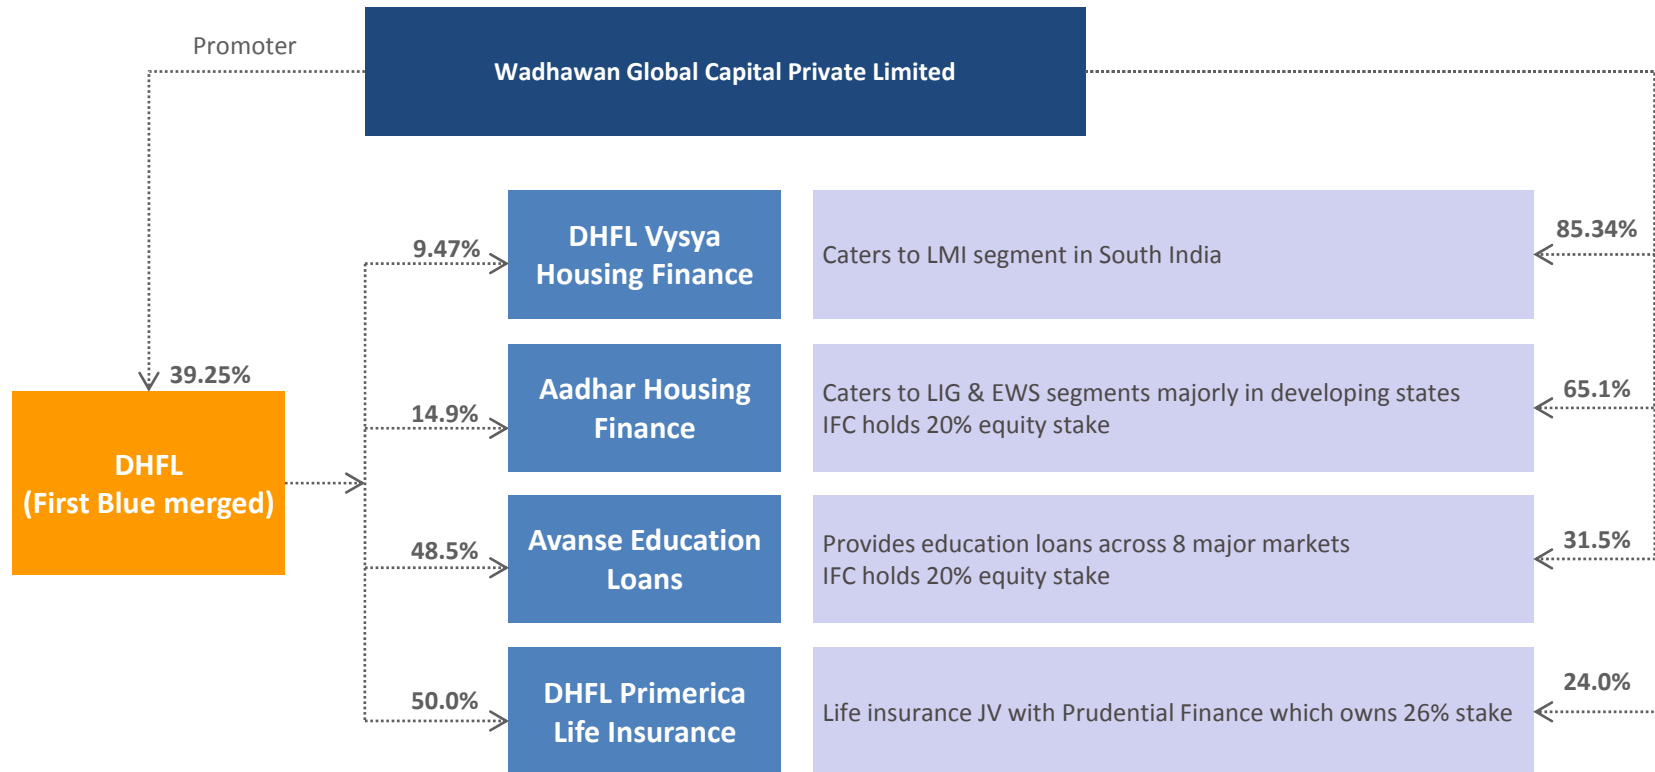 Promoter
Wadhawan Global Capital Private Limited
39.25%
DHFL
(First Blue merged)
9.47%
DHFL Vysya
Housing Finance
Caters to LMI segment in South India
85.34%
14.9%
Aadhar Housing
Finance
Caters to LIG & EWS segments majorly in developing states
IFC holds 20% equity stake
65.1%
48.5%
Avanse Education
Loans
Provides education loans across 8 major markets
IFC holds 20% equity stake
31.5%
50.0%
DHFL Primerica
Life Insurance
Life insurance JV with Prudential Finance which owns 26% stake
24.0%